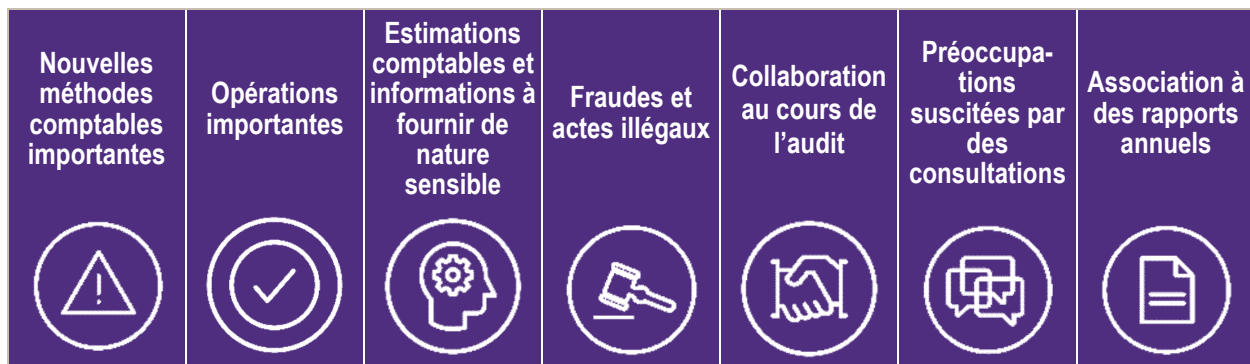 Nouvelles
méthodes
comptables
importantes
Opérations
importantes
Estimations
comptables et
informations à
fournir de
nature
sensible
Fraudes et
actes illégaux
Collaboration
au cours de
l’audit
Préoccupa-
tions
suscitées par
des
consultations
Association à
des rapports
annuels